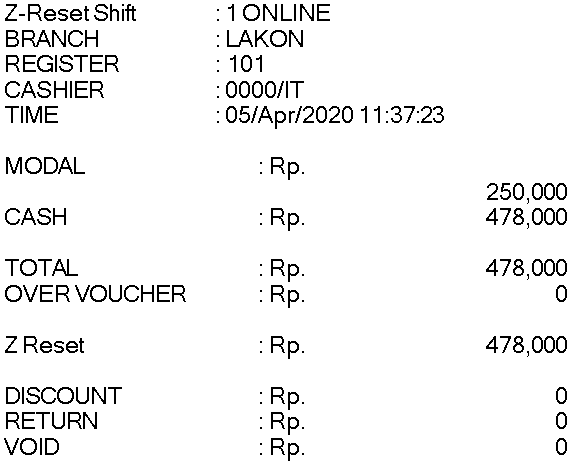 Z-Reset Shift : 1 ONLINE
BRANCH : LAKON
REGISTER : 101
CASHIER : 0000/IT
TIME : 05/Apr/2020 11:37:23
MODAL : Rp.
250,000
CASH : Rp. 478,000
TOTAL : Rp. 478,000
OVER VOUCHER : Rp. 0
Z Reset : Rp. 478,000
DISCOUNT : Rp. 0
RETURN : Rp. 0
VOID : Rp. 0